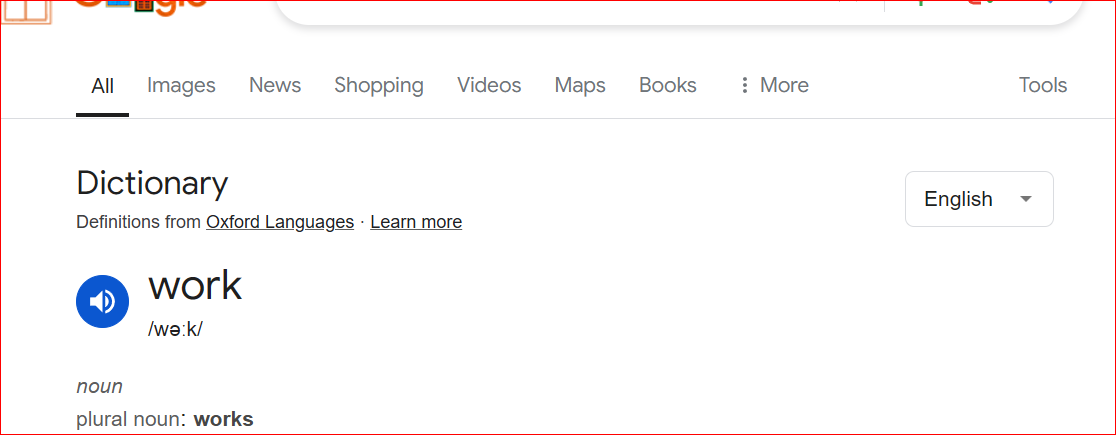 All Images News Shopping Videos Maps Books More Tools
Dictionary
English
Definitions from Oxford Languages · Learn more
work
/wəːk/
noun
plural noun: works